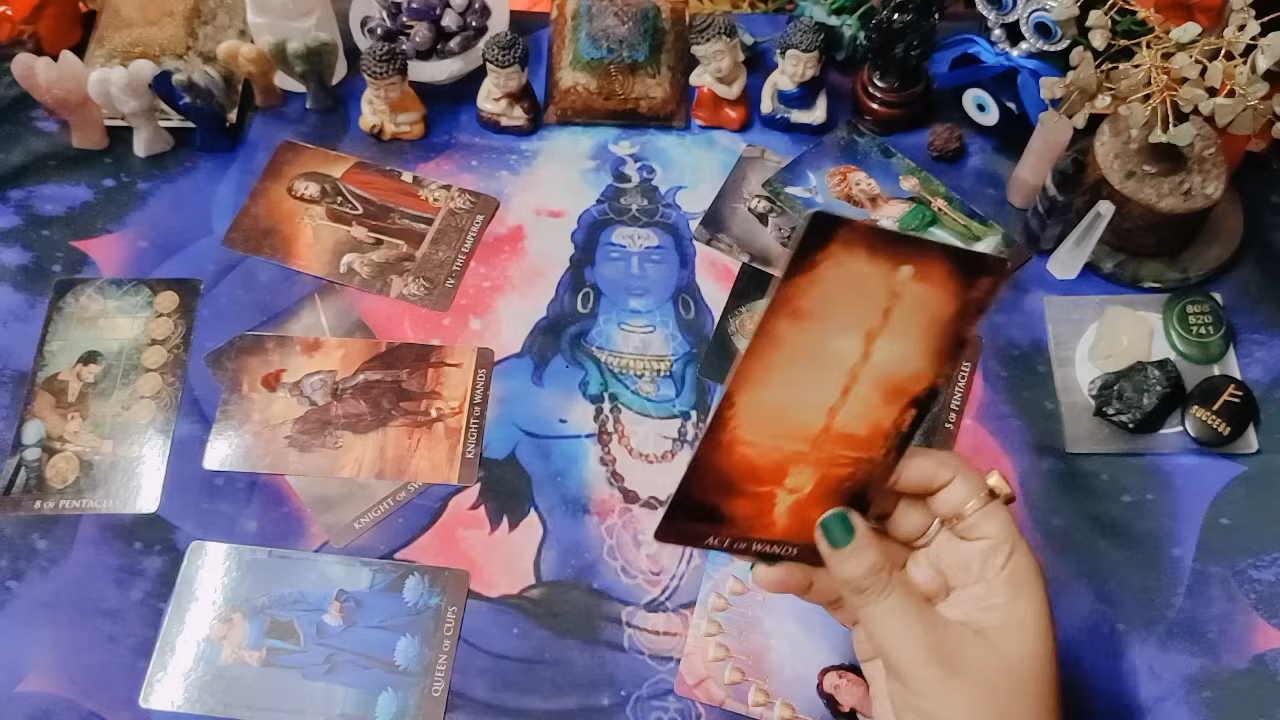 IV · THE EMPEROR
808
520
741
SUCCESS
KNIGHT OF WANDS
5 OF PENTACLES
8 OF PENTACLES
KNIGHT OF
ACE OF WANDS
QUEEN OF CUPS